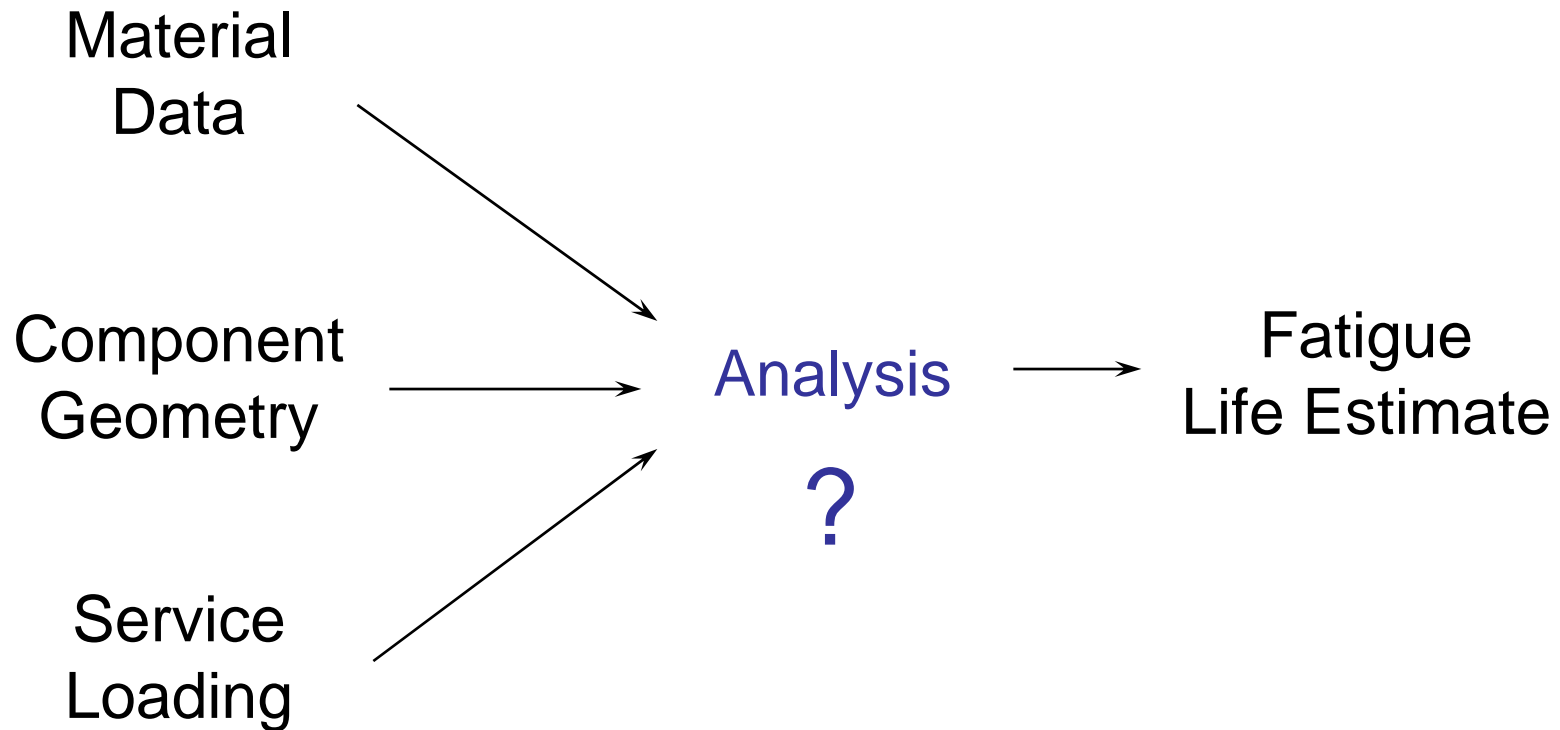 Material
Data
Component
Geometry
Service
Loading
Analysis
?
Fatigue
Life Estimate